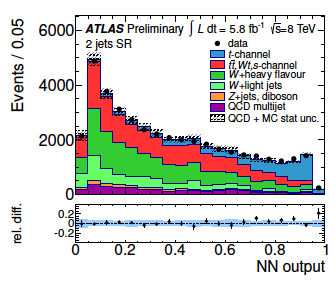 ATLAS Preliminary ∫ L dt = 5.8 fb⁻¹ √s=8 TeV
2 jets SR
data
t-channel
tt̄,Wt,s-channel
W+heavy flavour
W+light jets
Z+jets, diboson
QCD multijet
QCD + MC stat unc.
Events / 0.05
6000
4000
2000
0
rel. diff.
0.2
0
-0.2
0 0.2 0.4 0.6 0.8 1
NN output